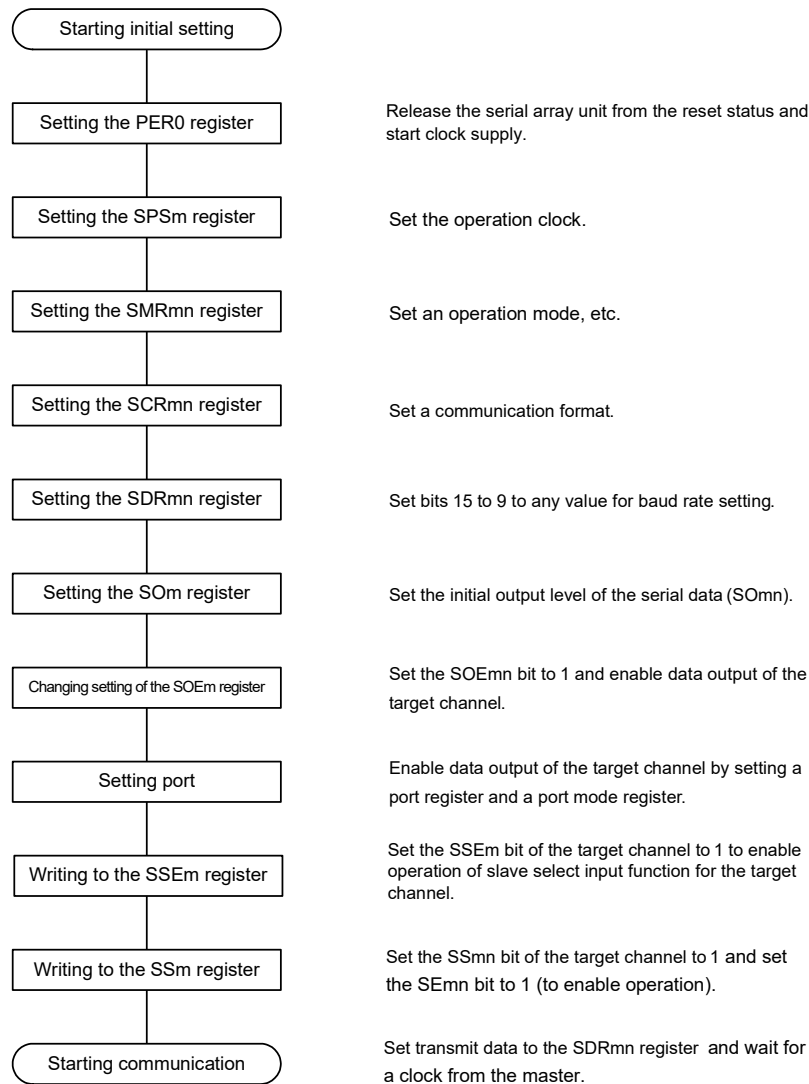 Starting initial setting
Setting the PER0 register
Release the serial array unit from the reset status and
start clock supply.
Setting the SPSm register
Set the operation clock.
Setting the SMRmn register
Set an operation mode, etc.
Setting the SCRmn register
Set a communication format.
Setting the SDRmn register
Set bits 15 to 9 to any value for baud rate setting.
Setting the SOm register
Set the initial output level of the serial data (SOmn).
Changing setting of the SOEm register
Set the SOEmn bit to 1 and enable data output of the
target channel.
Setting port
Enable data output of the target channel by setting a
port register and a port mode register.
Writing to the SSEm register
Set the SSEm bit of the target channel to 1 to enable
operation of slave select input function for the target
channel.
Writing to the SSm register
Set the SSmn bit of the target channel to 1 and set
the SEmn bit to 1 (to enable operation).
Starting communication
Set transmit data to the SDRmn register and wait for
a clock from the master.